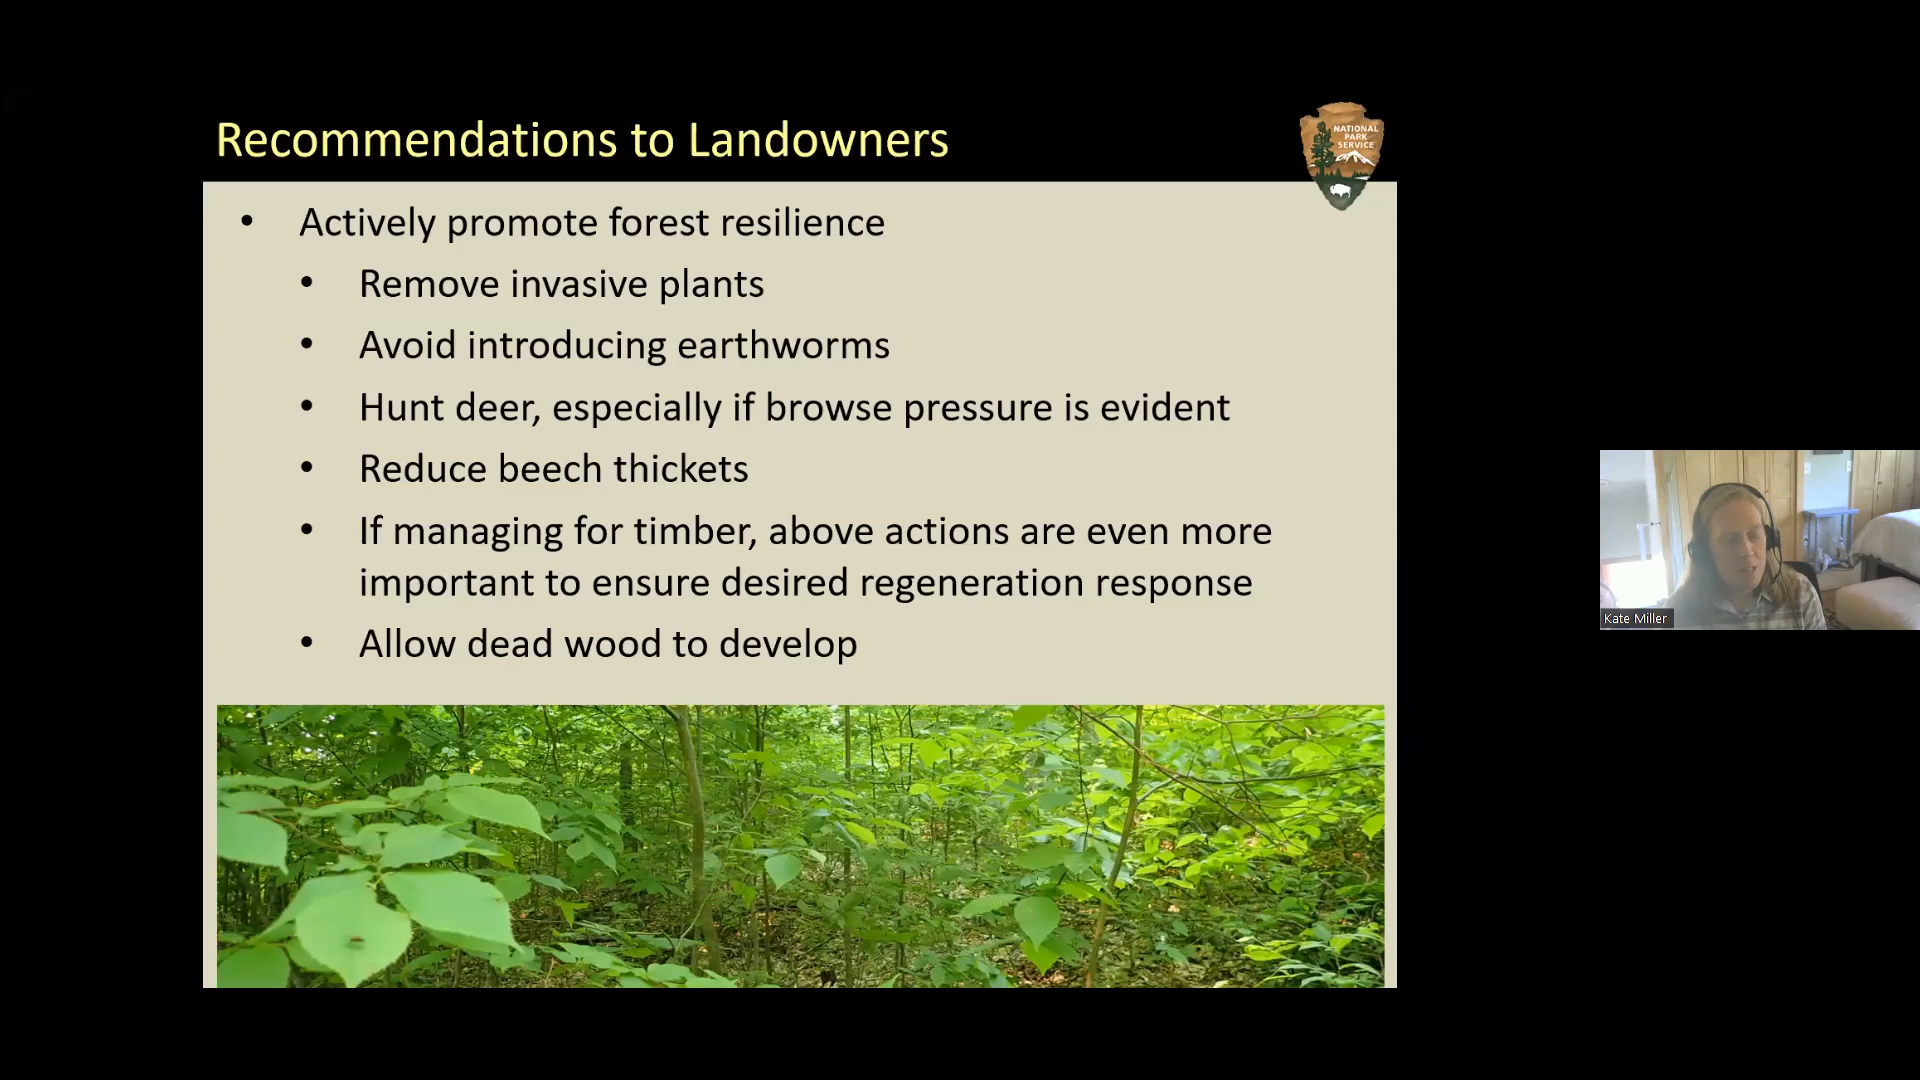 Recommendations to Landowners
NATIONAL
PARK
SERVICE
• Actively promote forest resilience
• Remove invasive plants
• Avoid introducing earthworms
• Hunt deer, especially if browse pressure is evident
• Reduce beech thickets
• If managing for timber, above actions are even more
important to ensure desired regeneration response
• Allow dead wood to develop
Kate Miller